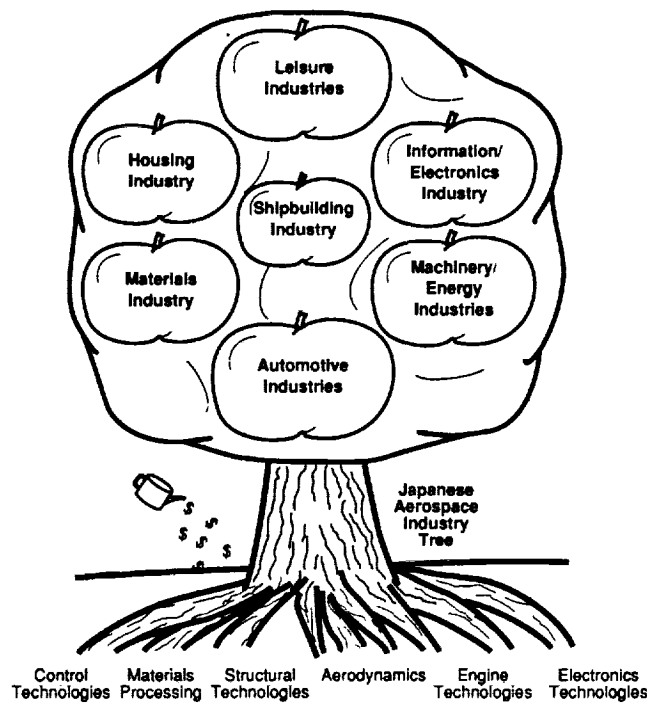 Leisure
Industries
Housing
Industry
Information/
Electronics
Industry
Shipbuilding
Industry
Materials
Industry
Machinery/
Energy
Industries
Automotive
Industries
$
$
$
$
$
$
Japanese
Aerospace
Industry
Tree
Control
Technologies
Materials
Processing
Structural
Technologies
Aerodynamics
Engine
Technologies
Electronics
Technologies